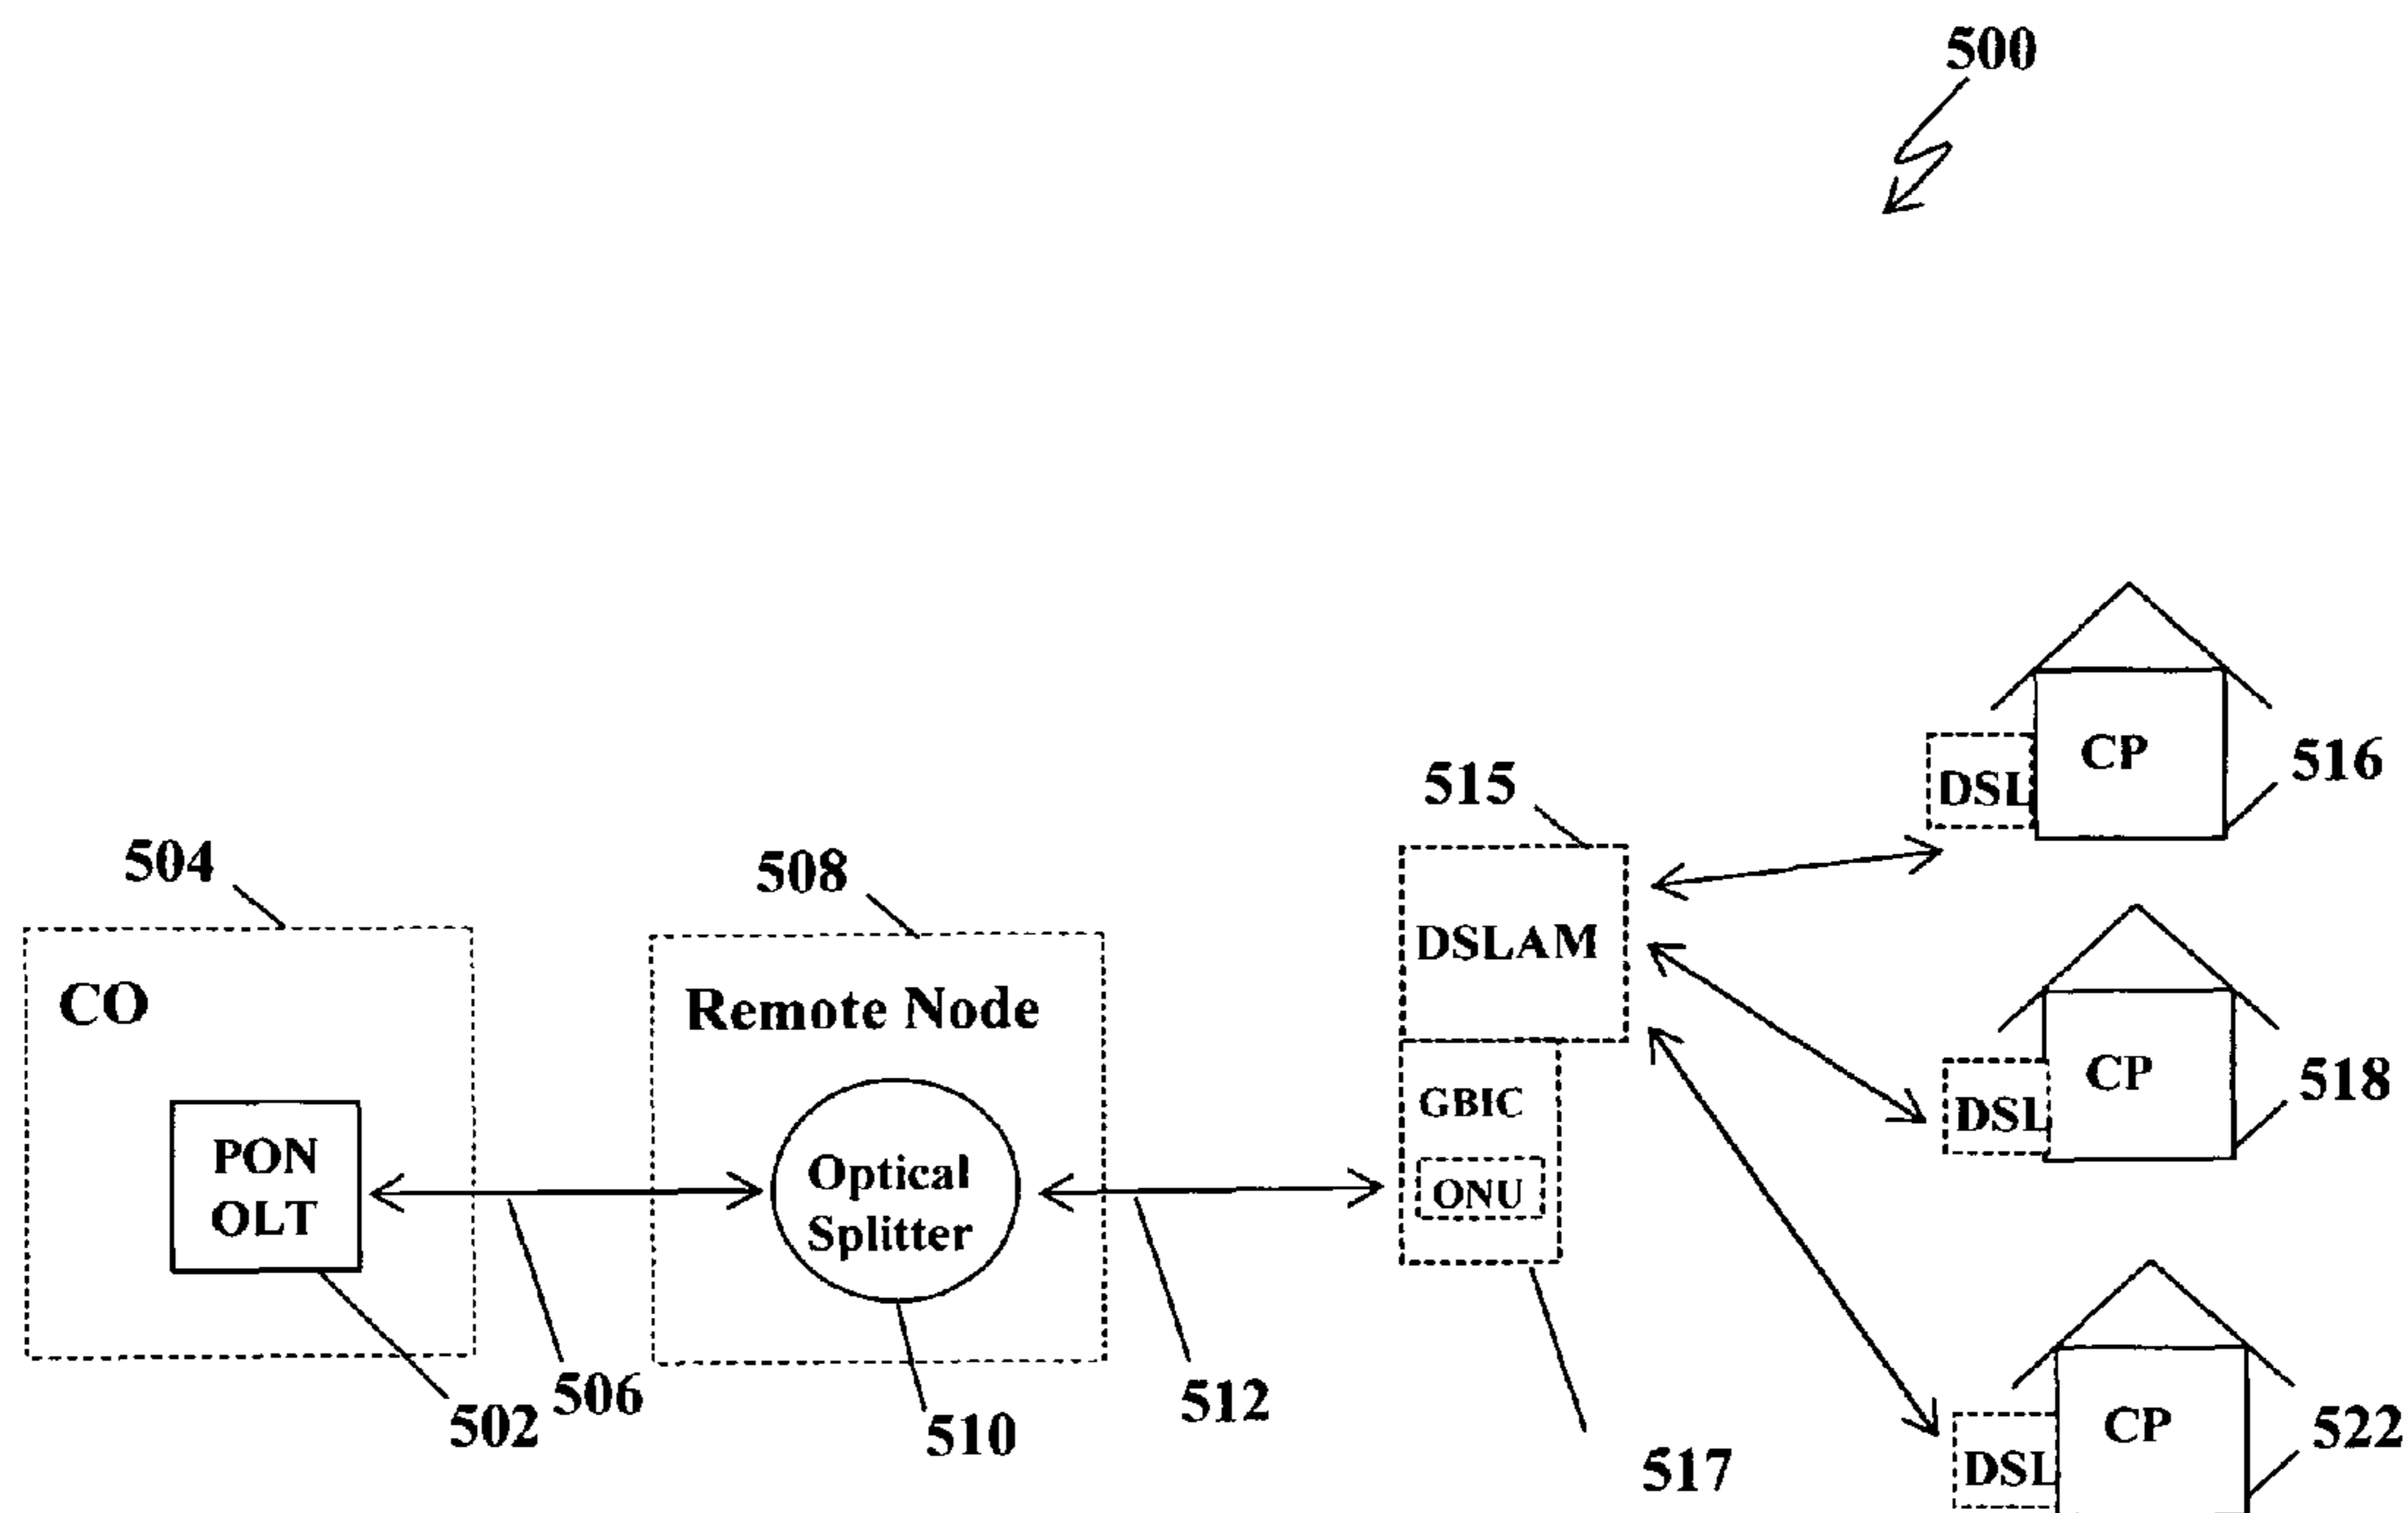 500
CP
DSL
516
515
504
508
DSLAM
CO
Remote Node
CP
DSL
518
GBIC
PON
OLT
Optical
Splitter
ONU
506
502
510
512
517
CP
DSL
522